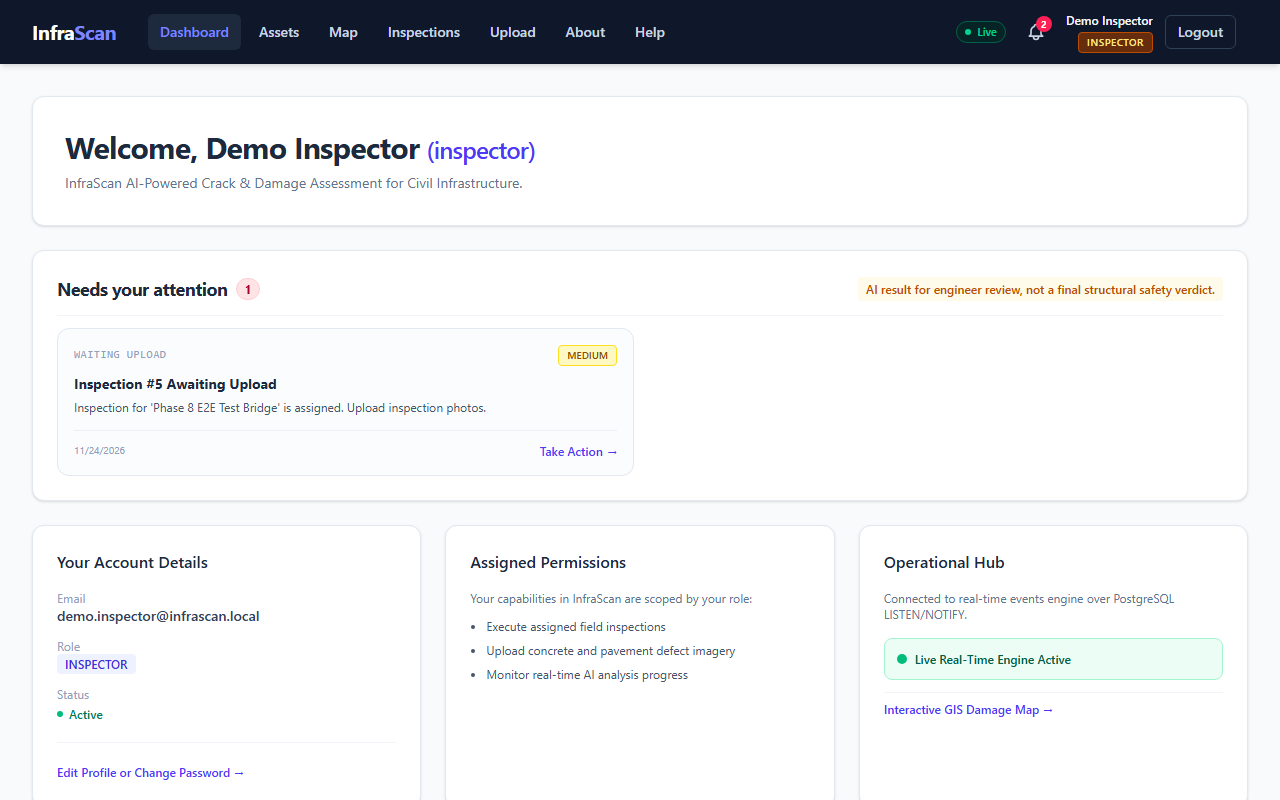 InfraScan
Dashboard
Assets
Map
Inspections
Upload
About
Help
Live
2
Demo Inspector
INSPECTOR
Logout
Welcome, Demo Inspector (inspector)
InfraScan AI-Powered Crack & Damage Assessment for Civil Infrastructure.
Needs your attention 1
AI result for engineer review, not a final structural safety verdict.
WAITING UPLOAD
MEDIUM
Inspection #5 Awaiting Upload
Inspection for 'Phase 8 E2E Test Bridge' is assigned. Upload inspection photos.
11/24/2026
Take Action →
Your Account Details
Email
demo.inspector@infrascan.local
Role
INSPECTOR
Status
Active
Edit Profile or Change Password →
Assigned Permissions
Your capabilities in InfraScan are scoped by your role:
• Execute assigned field inspections
• Upload concrete and pavement defect imagery
• Monitor real-time AI analysis progress
Operational Hub
Connected to real-time events engine over PostgreSQL
LISTEN/NOTIFY.
Live Real-Time Engine Active
Interactive GIS Damage Map →